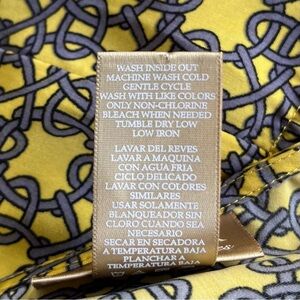 WASH INSIDE OUT
MACHINE WASH COLD
GENTLE CYCLE
WASH WITH LIKE COLORS
ONLY NON-CHLORINE
BLEACH WHEN NEEDED
TUMBLE DRY LOW
LOW IRON
LAVAR DEL REVES
LAVAR A MAQUINA
CON AGUA FRIA
CICLO DELICADO
LAVAR CON COLORES
SIMILARES
USAR SOLAMENTE
BLANQUEADOR SIN
CLORO CUANDO SEA
NECESARIO
SECAR EN SECADORA
A TEMPERATURA BAJA
PLANCHAR A
TEMPERATURA BAJA